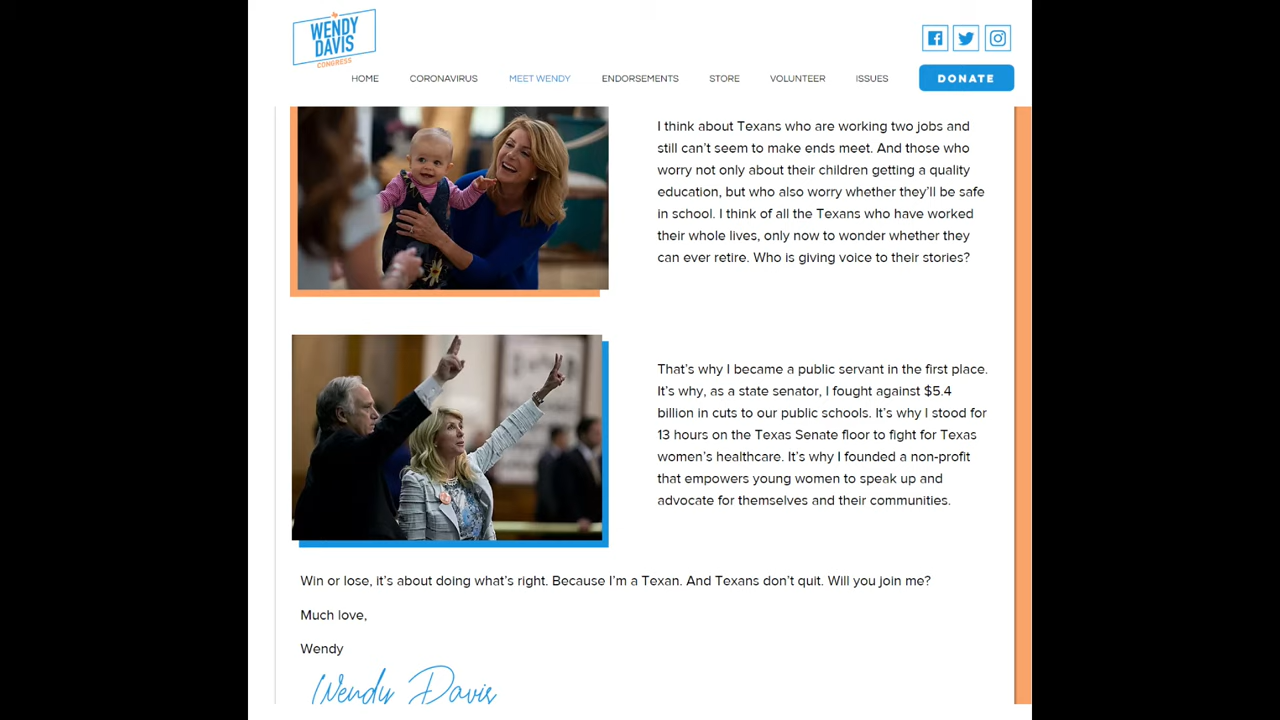 WENDY
DAVIS
CONGRESS
HOME CORONAVIRUS MEET WENDY ENDORSEMENTS STORE VOLUNTEER ISSUES DONATE
I think about Texans who are working two jobs and
still can't seem to make ends meet. And those who
worry not only about their children getting a quality
education, but who also worry whether they'll be safe
in school. I think of all the Texans who have worked
their whole lives, only now to wonder whether they
can ever retire. Who is giving voice to their stories?
That's why I became a public servant in the first place.
It's why, as a state senator, I fought against $5.4
billion in cuts to our public schools. It's why I stood for
13 hours on the Texas Senate floor to fight for Texas
women's healthcare. It's why I founded a non-profit
that empowers young women to speak up and
advocate for themselves and their communities.
Win or lose, it's about doing what's right. Because I'm a Texan. And Texans don't quit. Will you join me?
Much love,
Wendy
Wendy Davis